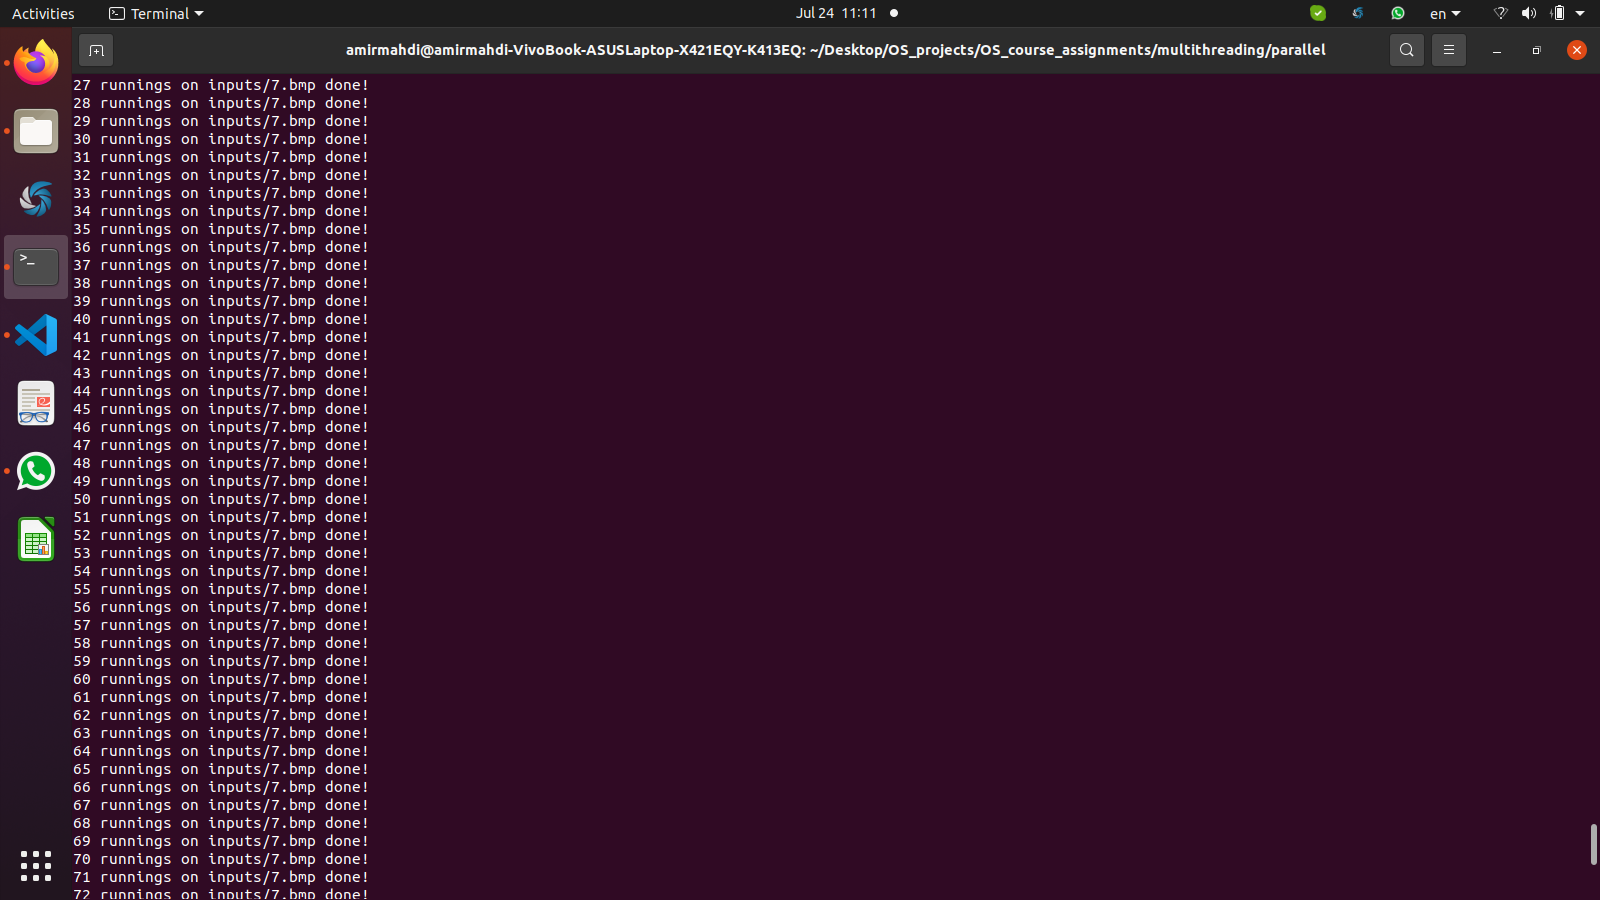 Activities
Terminal
Jul 24 11:11
en
amirmahdi@amirmahdi-VivoBook-ASUSLaptop-X421EQY-K413EQ: ~/Desktop/OS_projects/OS_course_assignments/multithreading/parallel
27 runnings on inputs/7.bmp done!
28 runnings on inputs/7.bmp done!
29 runnings on inputs/7.bmp done!
30 runnings on inputs/7.bmp done!
31 runnings on inputs/7.bmp done!
32 runnings on inputs/7.bmp done!
33 runnings on inputs/7.bmp done!
34 runnings on inputs/7.bmp done!
35 runnings on inputs/7.bmp done!
36 runnings on inputs/7.bmp done!
37 runnings on inputs/7.bmp done!
38 runnings on inputs/7.bmp done!
39 runnings on inputs/7.bmp done!
40 runnings on inputs/7.bmp done!
41 runnings on inputs/7.bmp done!
42 runnings on inputs/7.bmp done!
43 runnings on inputs/7.bmp done!
44 runnings on inputs/7.bmp done!
45 runnings on inputs/7.bmp done!
46 runnings on inputs/7.bmp done!
47 runnings on inputs/7.bmp done!
48 runnings on inputs/7.bmp done!
49 runnings on inputs/7.bmp done!
50 runnings on inputs/7.bmp done!
51 runnings on inputs/7.bmp done!
52 runnings on inputs/7.bmp done!
53 runnings on inputs/7.bmp done!
54 runnings on inputs/7.bmp done!
55 runnings on inputs/7.bmp done!
56 runnings on inputs/7.bmp done!
57 runnings on inputs/7.bmp done!
58 runnings on inputs/7.bmp done!
59 runnings on inputs/7.bmp done!
60 runnings on inputs/7.bmp done!
61 runnings on inputs/7.bmp done!
62 runnings on inputs/7.bmp done!
63 runnings on inputs/7.bmp done!
64 runnings on inputs/7.bmp done!
65 runnings on inputs/7.bmp done!
66 runnings on inputs/7.bmp done!
67 runnings on inputs/7.bmp done!
68 runnings on inputs/7.bmp done!
69 runnings on inputs/7.bmp done!
70 runnings on inputs/7.bmp done!
71 runnings on inputs/7.bmp done!
72 runnings on inputs/7.bmp done!